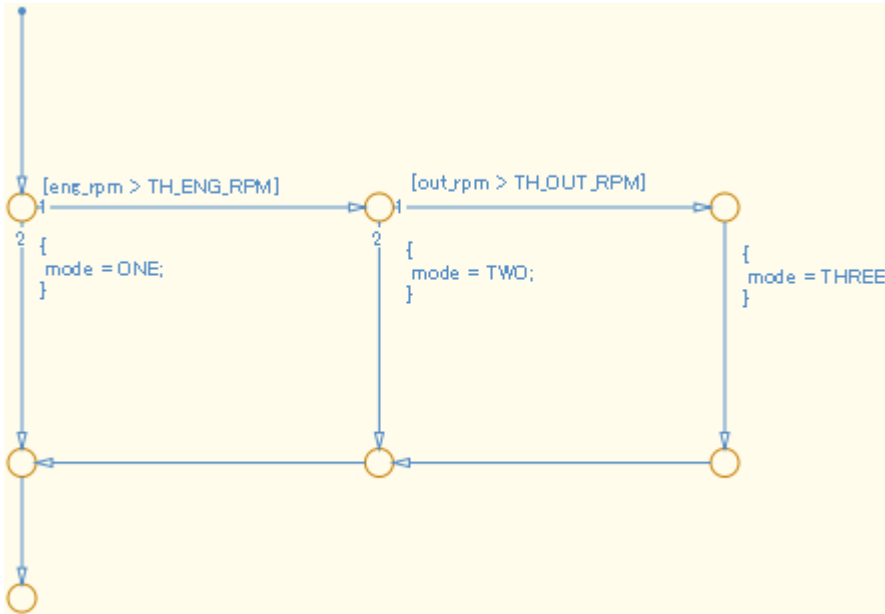 [eng_rpm > TH_ENG_RPM]
[out_rpm > TH_OUT_RPM]
1
1
2
2
{
mode = ONE;
}
{
mode = TWO;
}
{
mode = THREE
}